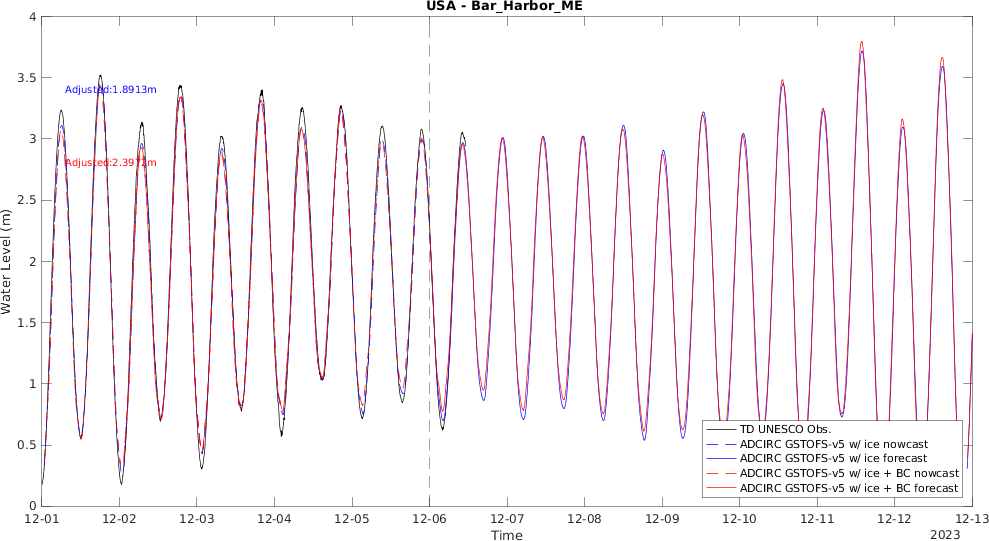 USA - Bar_Harbor_ME
4
3.5
3
2.5
2
1.5
1
0.5
0
Water Level (m)
Adjusted:1.8913m
Adjusted:2.3912m
TD UNESCO Obs.
ADCIRC GSTOFS-v5 w/ ice nowcast
ADCIRC GSTOFS-v5 w/ ice forecast
ADCIRC GSTOFS-v5 w/ ice + BC nowcast
ADCIRC GSTOFS-v5 w/ ice + BC forecast
12-01 12-02 12-03 12-04 12-05 12-06 12-07 12-08 12-09 12-10 12-11 12-12 12-13
Time
2023